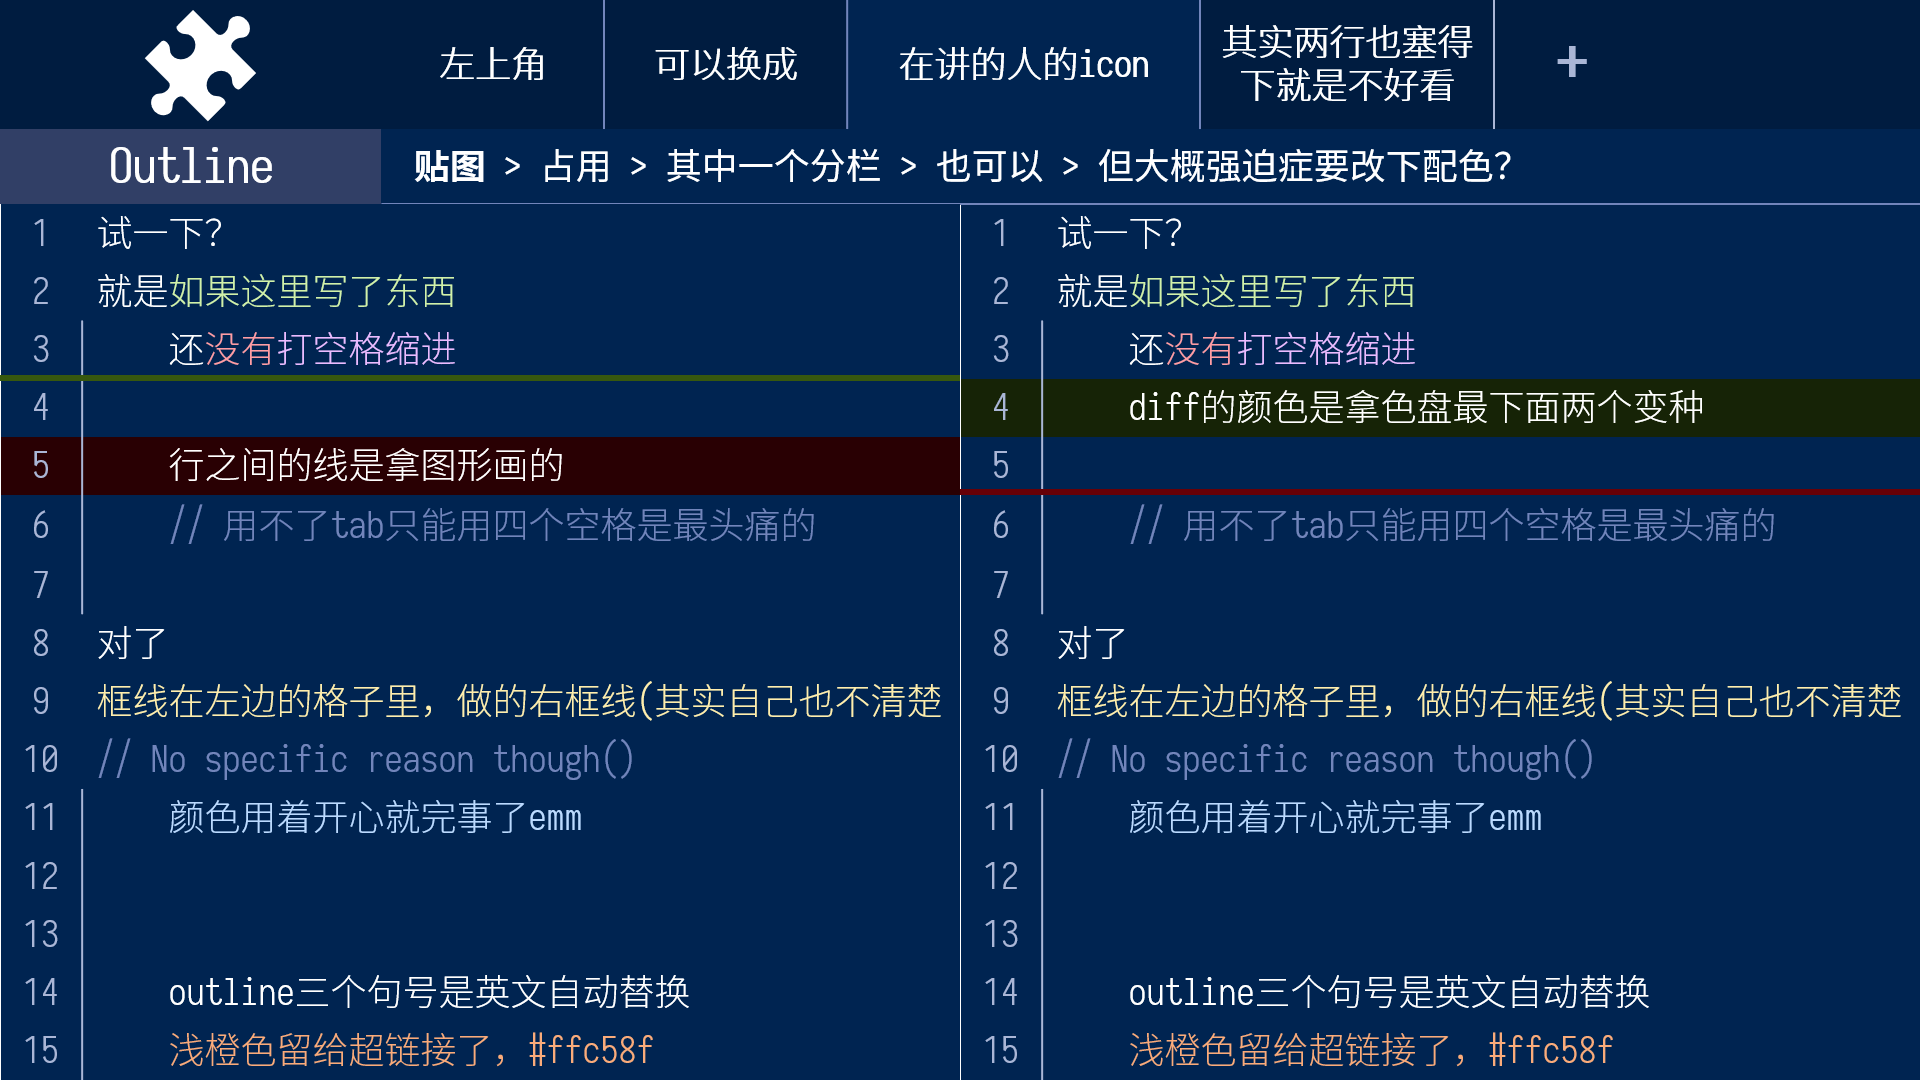 左上角
可以换成
在讲的人的icon
其实两行也塞得
下就是不好看
+
Outline
贴图 > 占用 > 其中一个分栏 > 也可以 > 但大概强迫症要改下配色?
1 试一下?
2 就是如果这里写了东西
3 还没有打空格缩进
4
5 行之间的线是拿图形画的
6 // 用不了tab只能用四个空格是最头痛的
7
8 对了
9 框线在左边的格子里，做的右框线(其实自己也不清楚
10 // No specific reason though()
11 颜色用着开心就完事了emm
12
13
14 outline三个句号是英文自动替换
15 浅橙色留给超链接了，#ffc58f
1 试一下?
2 就是如果这里写了东西
3 还没有打空格缩进
4 diff的颜色是拿色盘最下面两个变种
5
6 // 用不了tab只能用四个空格是最头痛的
7
8 对了
9 框线在左边的格子里，做的右框线(其实自己也不清楚
10 // No specific reason though()
11 颜色用着开心就完事了emm
12
13
14 outline三个句号是英文自动替换
15 浅橙色留给超链接了，#ffc58f